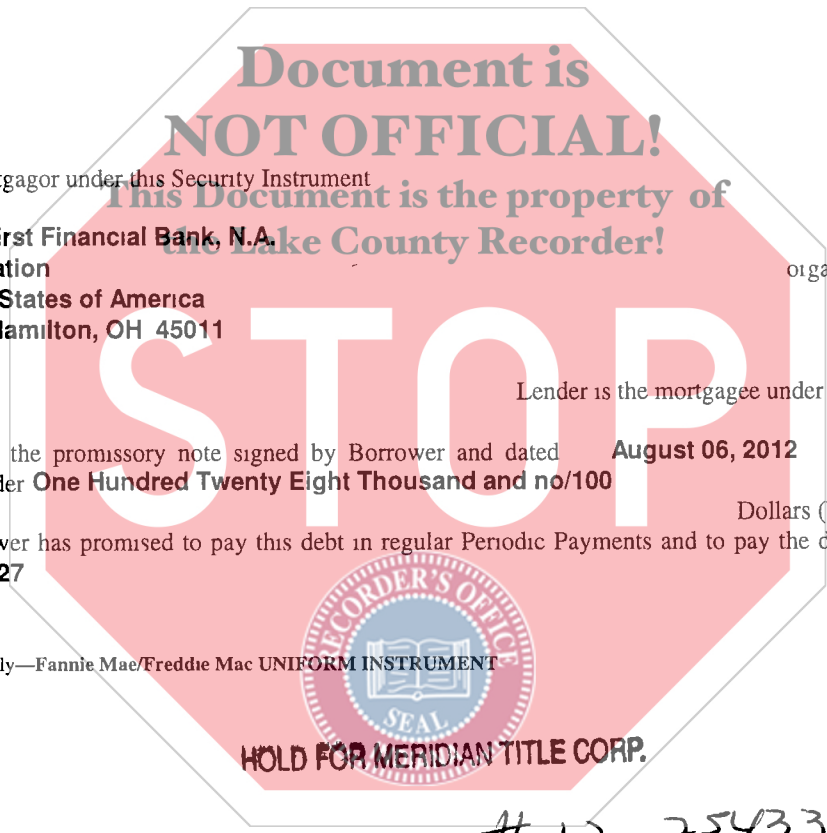 Document is
NOT OFFICIAL!
tgagor under this Security Instrument
This Document is the property of
rst Financial Bank, N.A.
the Lake County Recorder!
ation
orga
States of America
Hamilton, OH 45011
STOP
Lender is the mortgagee under
the promissory note signed by Borrower and dated August 06, 2012
der One Hundred Twenty Eight Thousand and no/100
Dollars (
wer has promised to pay this debt in regular Periodic Payments and to pay the d
27
RECORDER'S OFFICE
ly—Fannie Mae/Freddie Mac UNIFORM INSTRUMENT
SEAL
HOLD FOR MERIDIAN TITLE CORP.
25433